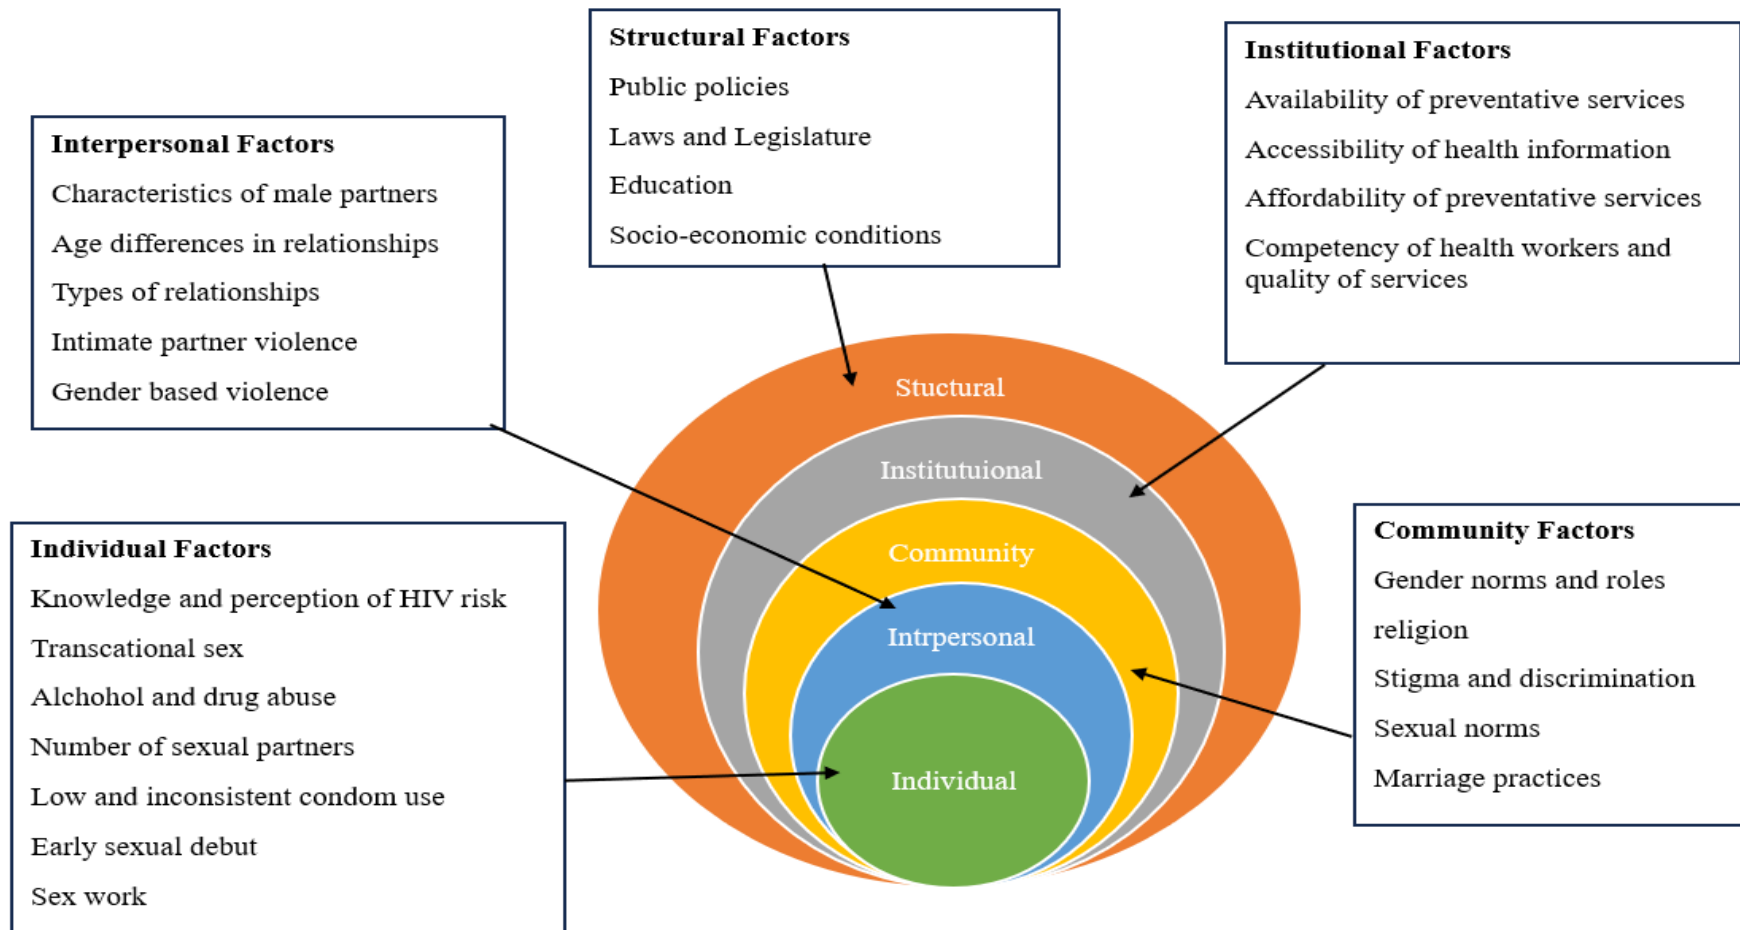 Structural Factors
Public policies
Laws and Legislature
Education
Socio-economic conditions
Institutional Factors
Availability of preventative services
Accessibility of health information
Affordability of preventative services
Competency of health workers and
quality of services
Interpersonal Factors
Characteristics of male partners
Age differences in relationships
Types of relationships
Intimate partner violence
Gender based violence
Stuctural
Institutuional
Community
Intrpersonal
Individual
Individual Factors
Knowledge and perception of HIV risk
Transcational sex
Alchohol and drug abuse
Number of sexual partners
Low and inconsistent condom use
Early sexual debut
Sex work
Community Factors
Gender norms and roles
religion
Stigma and discrimination
Sexual norms
Marriage practices